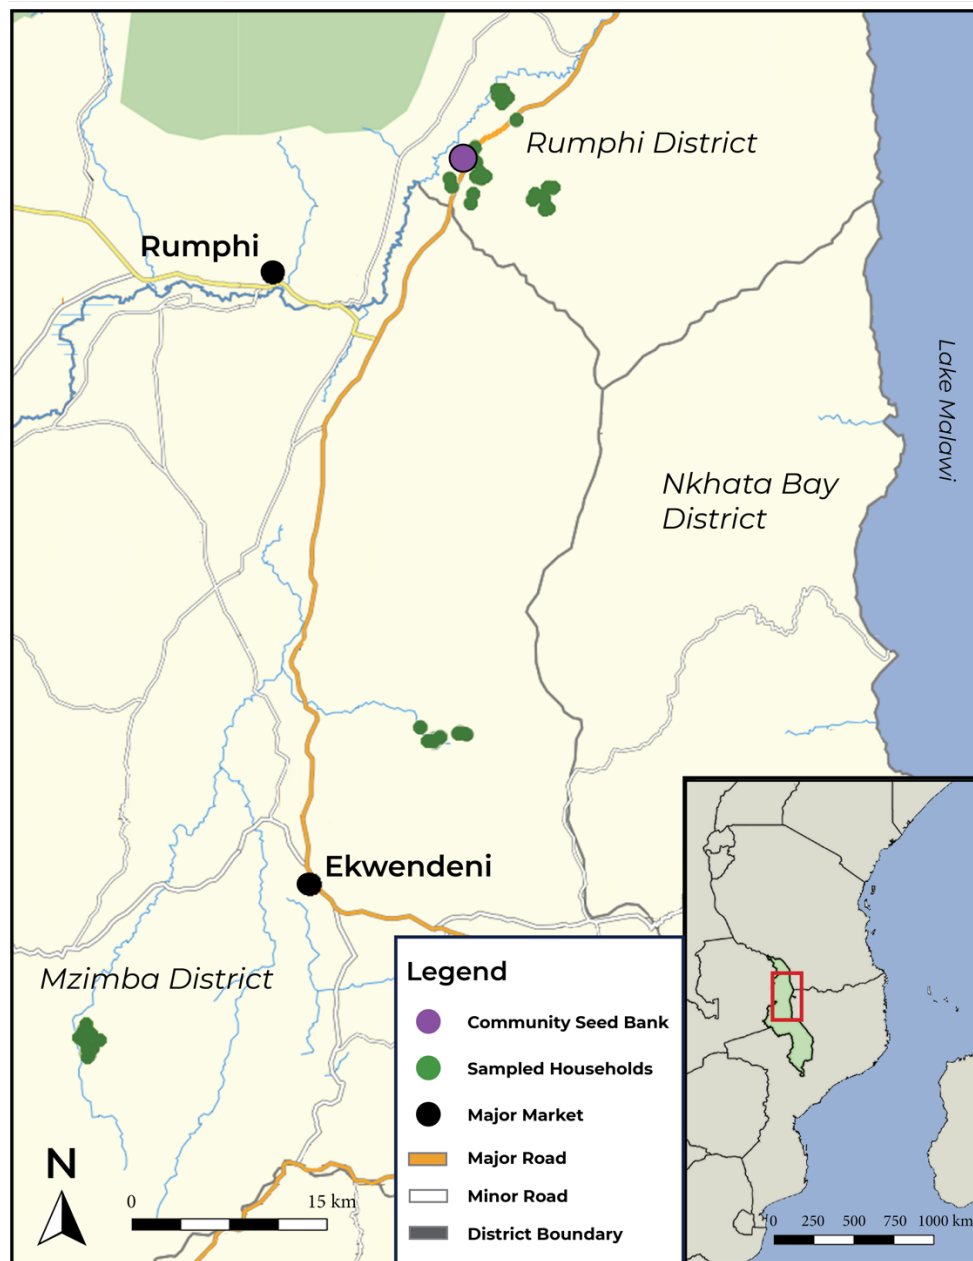 Rumphi District
Rumphi
Lake Malawi
Nkhata Bay
District
Ekwendeni
Mzimba District
N
0 15 km
Legend
Community Seed Bank
Sampled Households
Major Market
Major Road
Minor Road
District Boundary
0 250 500 750 1000 km